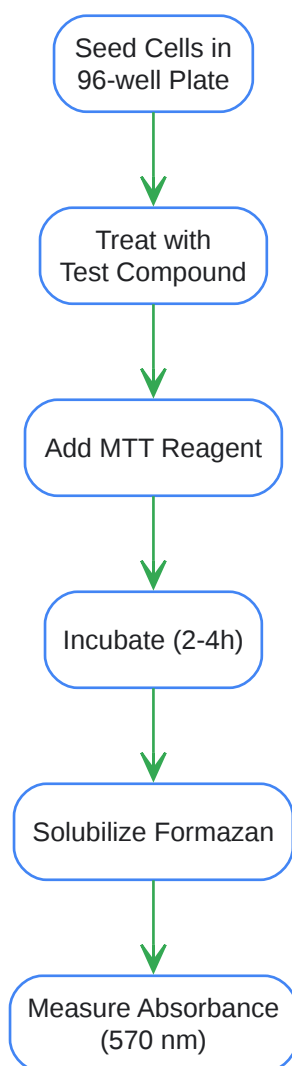 Seed Cells in
96-well Plate
Treat with
Test Compound
Add MTT Reagent
Incubate (2-4h)
Solubilize Formazan
Measure Absorbance
(570 nm)